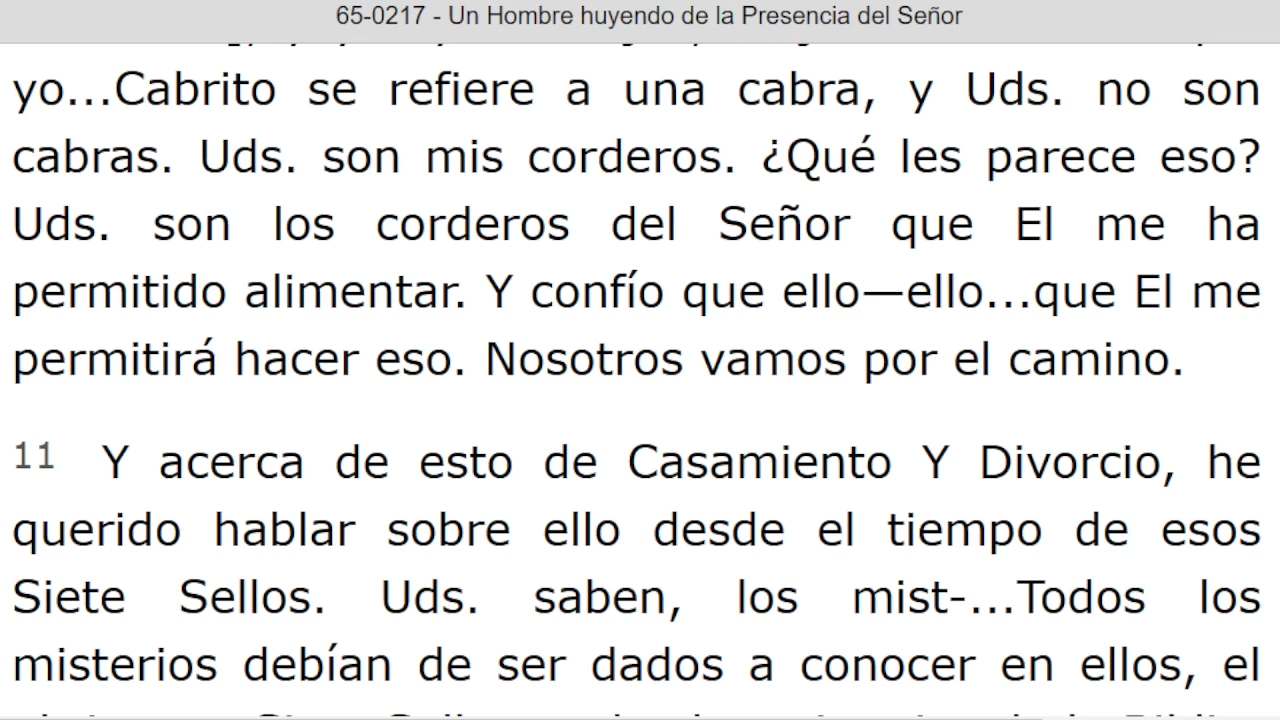 65-0217 - Un Hombre huyendo de la Presencia del Señor
yo...Cabrito se refiere a una cabra, y Uds. no son
cabras. Uds. son mis corderos. ¿Qué les parece eso?
Uds. son los corderos del Señor que El me ha
permitido alimentar. Y confío que ello—ello...que El me
permitirá hacer eso. Nosotros vamos por el camino.
11 Y acerca de esto de Casamiento Y Divorcio, he
querido hablar sobre ello desde el tiempo de esos
Siete Sellos. Uds. saben, los mist-...Todos los
misterios debían de ser dados a conocer en ellos, el